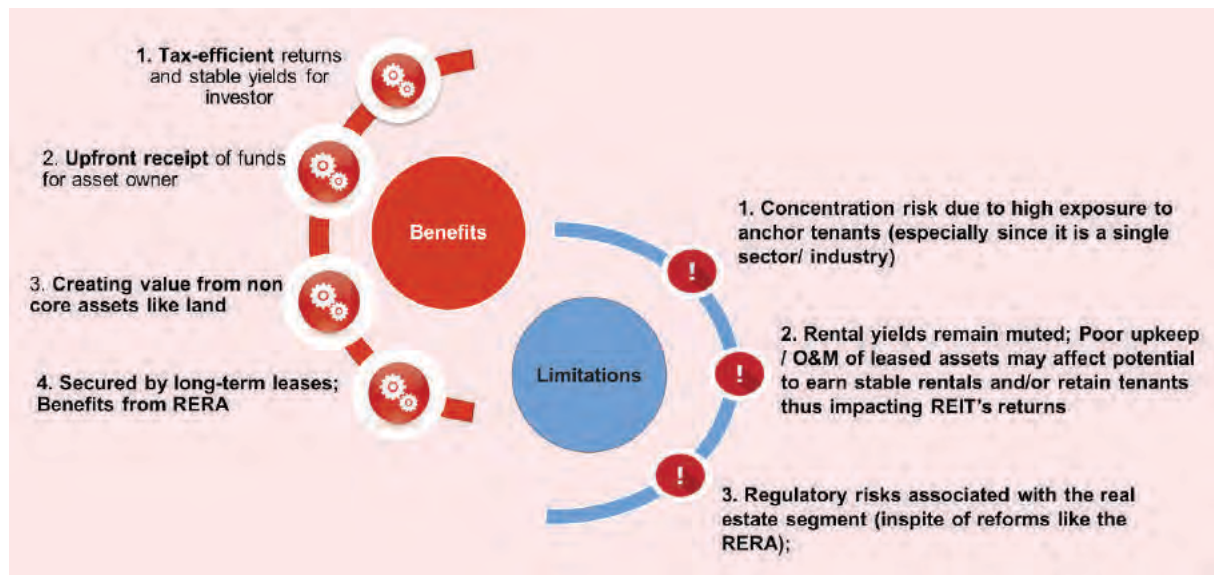 1. Tax-efficient returns
and stable yields for
investor
2. Upfront receipt of funds
for asset owner
3. Creating value from non
core assets like land
4. Secured by long-term leases;
Benefits from RERA
Benefits
Limitations
1. Concentration risk due to high exposure to
anchor tenants (especially since it is a single
sector/ industry)
2. Rental yields remain muted; Poor upkeep
/ O&M of leased assets may affect potential
to earn stable rentals and/or retain tenants
thus impacting REIT's returns
3. Regulatory risks associated with the real
estate segment (inspite of reforms like the
RERA);